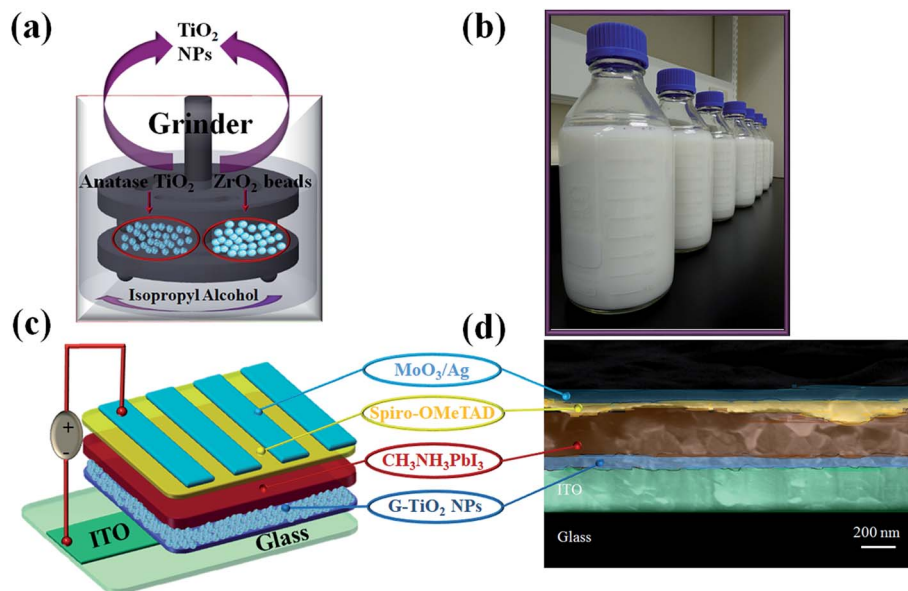 (a)
TiO₂
NPs
Grinder
Anatase TiO₂ ZrO₂ beads
Isopropyl Alcohol
(b)
(c)
+
-
ITO
Glass
MoO₃/Ag
Spiro-OMeTAD
CH₃NH₃PbI₃
G-TiO₂ NPs
(d)
ITO
Glass
200 nm